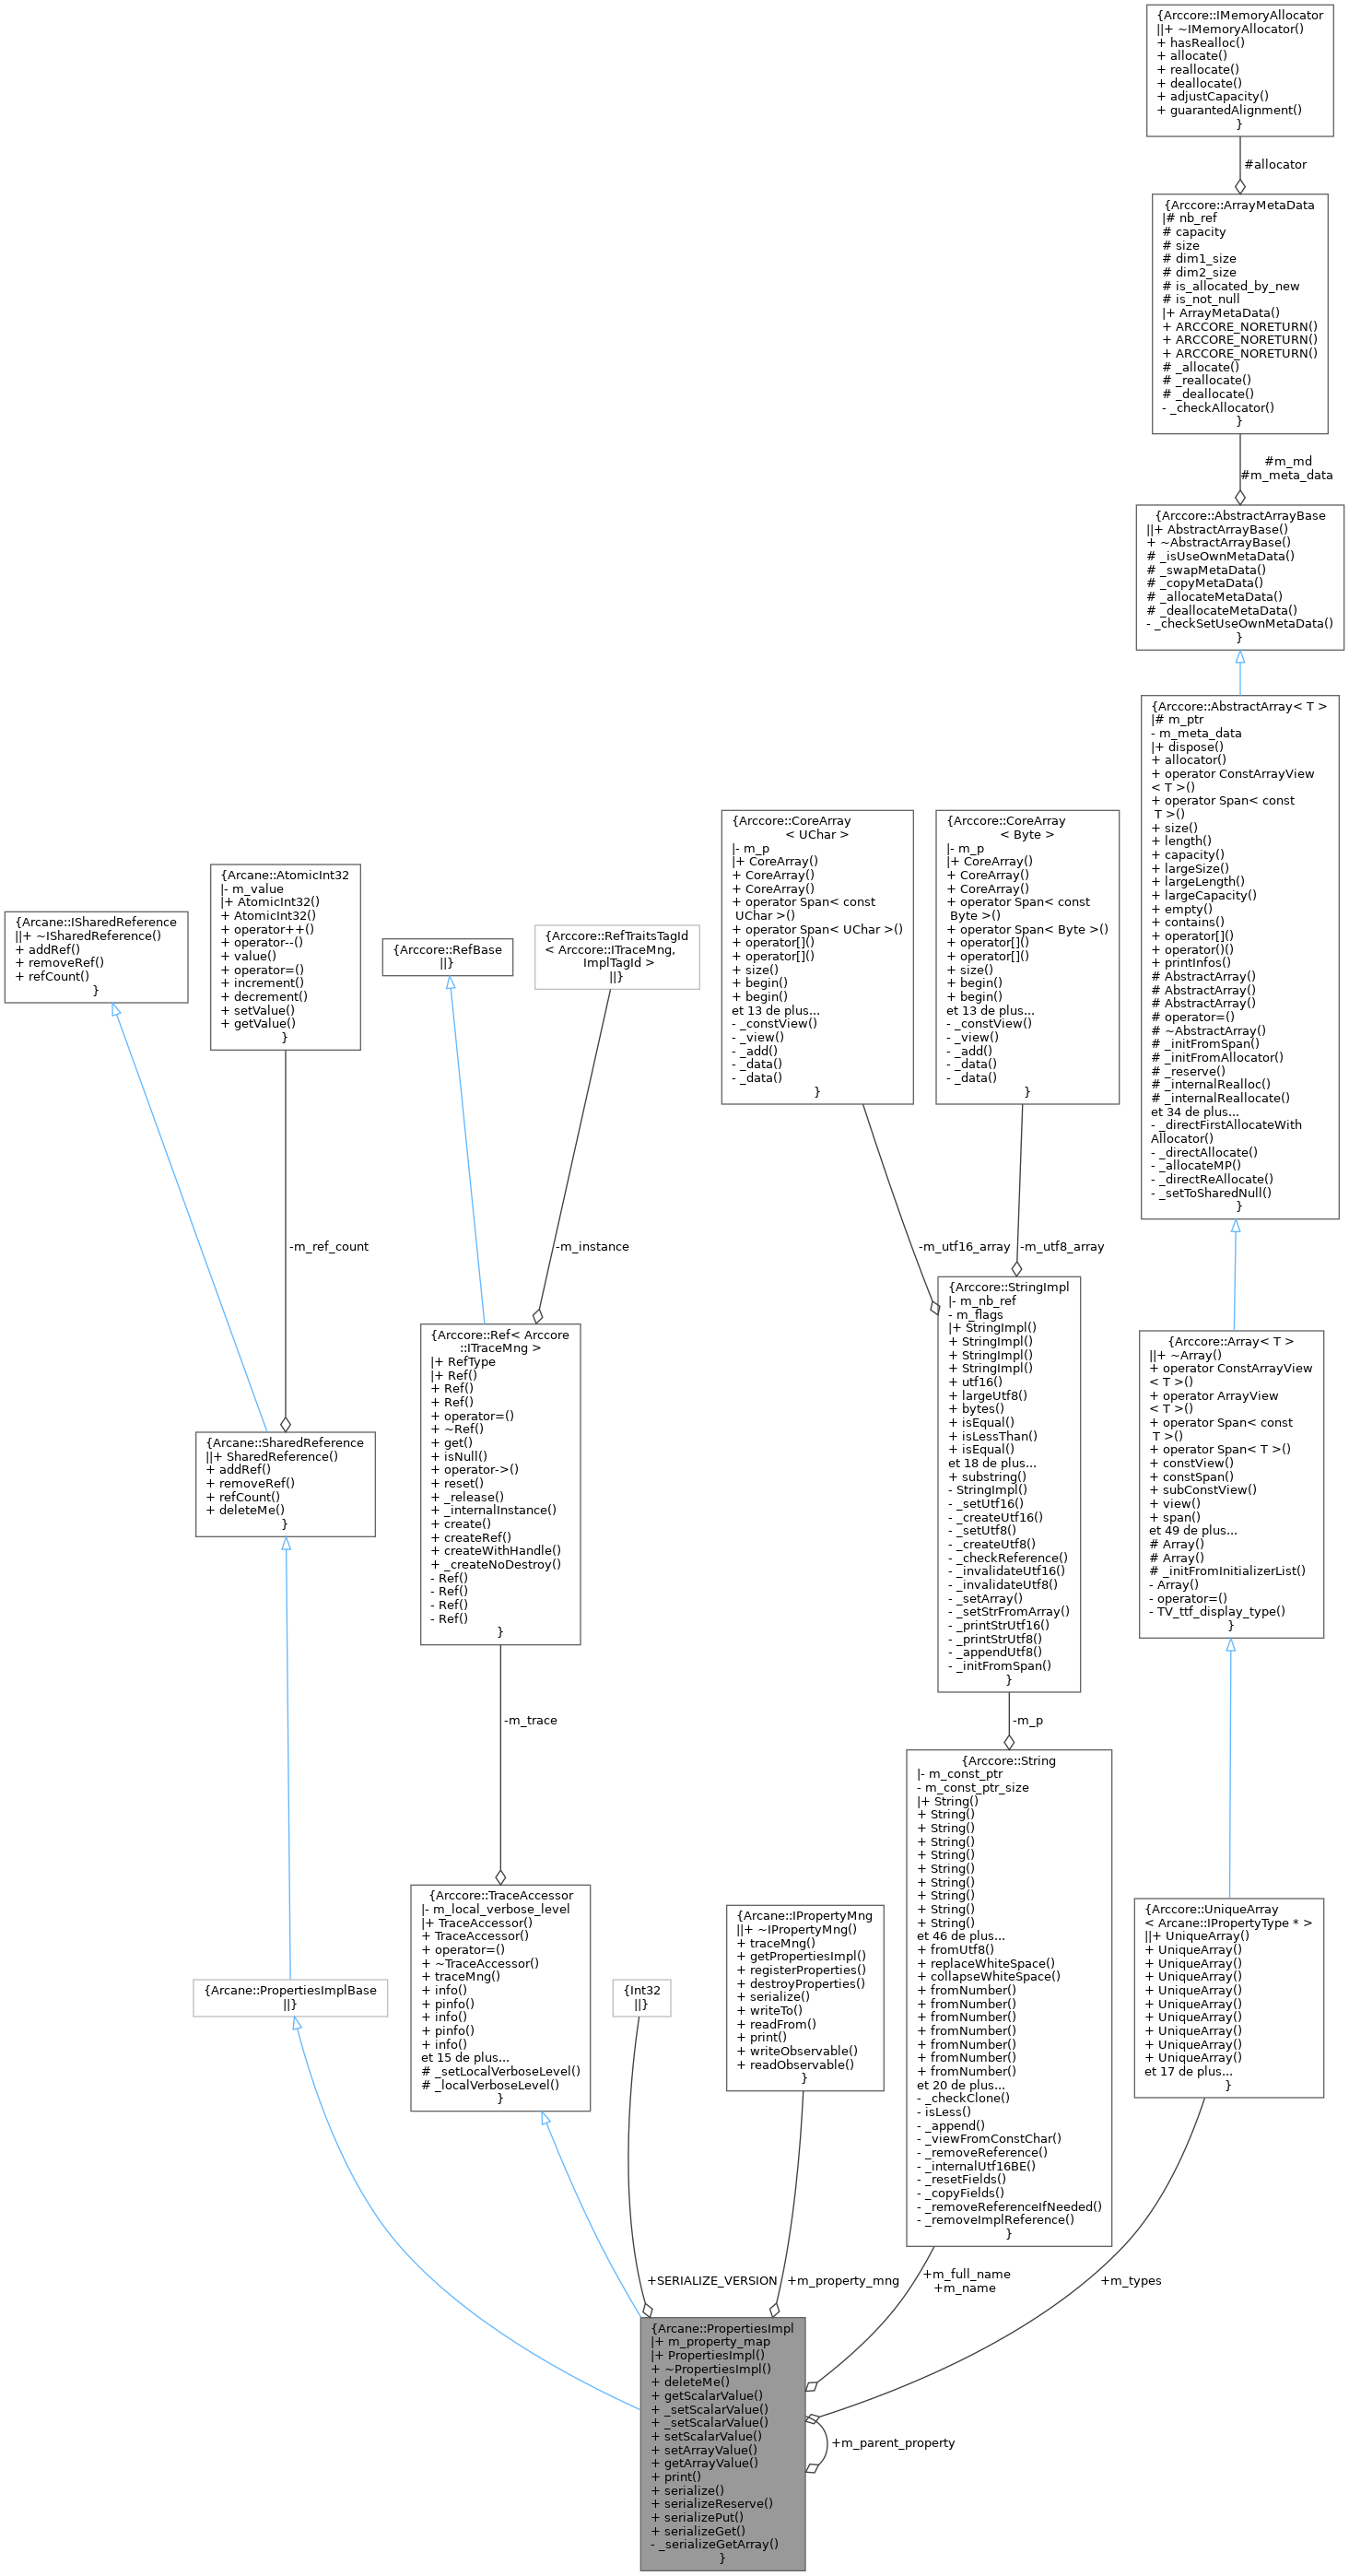 {Arccore::IMemoryAllocator
||+ ~IMemoryAllocator()
+ hasRealloc()
+ allocate()
+ reallocate()
+ deallocate()
+ adjustCapacity()
+ guarantedAlignment()
}
#allocator
{Arccore::ArrayMetaData
|# nb_ref
# capacity
# size
# dim1_size
# dim2_size
# is_allocated_by_new
# is_not_null
|+ ArrayMetaData()
+ ARCCORE_NORETURN()
+ ARCCORE_NORETURN()
+ ARCCORE_NORETURN()
# _allocate()
# _reallocate()
# _deallocate()
- _checkAllocator()
}
#m_md
#m_meta_data
{Arccore::AbstractArrayBase
||+ AbstractArrayBase()
+ ~AbstractArrayBase()
# _isUseOwnMetaData()
# _swapMetaData()
# _copyMetaData()
# _allocateMetaData()
# _deallocateMetaData()
- _checkSetUseOwnMetaData()
}
{Arccore::AbstractArray< T >
|# m_ptr
- m_meta_data
|+ dispose()
+ allocator()
+ operator ConstArrayView
< T >()
+ operator Span< const
T >()
+ size()
+ length()
+ capacity()
+ largeSize()
+ largeLength()
+ largeCapacity()
+ empty()
+ contains()
+ operator[]()
+ operator()()
+ printInfos()
# AbstractArray()
# AbstractArray()
# AbstractArray()
# operator=()
# ~AbstractArray()
# _initFromSpan()
# _initFromAllocator()
# _reserve()
# _internalRealloc()
# _internalReallocate()
et 34 de plus...
- _directFirstAllocateWith
Allocator()
- _directAllocate()
- _allocateMP()
- _directReAllocate()
- _setToSharedNull()
}
{Arccore::CoreArray
< UChar >
|- m_p
|+ CoreArray()
+ CoreArray()
+ CoreArray()
+ operator Span< const
UChar >()
+ operator Span< UChar >()
+ operator[]()
+ operator[]()
+ size()
+ begin()
+ begin()
et 13 de plus...
- _constView()
- _view()
- _add()
- _data()
- _data()
}
{Arccore::CoreArray
< Byte >
|- m_p
|+ CoreArray()
+ CoreArray()
+ CoreArray()
+ operator Span< const
Byte >()
+ operator Span< Byte >()
+ operator[]()
+ operator[]()
+ size()
+ begin()
+ begin()
et 13 de plus...
- _constView()
- _view()
- _add()
- _data()
- _data()
}
{Arcane::AtomicInt32
|- m_value
|+ AtomicInt32()
+ AtomicInt32()
+ operator++()
+ operator--()
+ value()
+ operator=()
+ increment()
+ decrement()
+ setValue()
+ getValue()
}
{Arcane::ISharedReference
||+ ~ISharedReference()
+ addRef()
+ removeRef()
+ refCount()
}
{Arccore::RefBase
||}
{Arccore::RefTraitsTagId
< Arccore::ITraceMng,
ImplTagId >
||}
-m_ref_count
-m_instance
-m_utf16_array
-m_utf8_array
{Arccore::StringImpl
|- m_nb_ref
- m_flags
|+ StringImpl()
+ StringImpl()
+ StringImpl()
+ StringImpl()
+ utf16()
+ largeUtf8()
+ bytes()
+ isEqual()
+ isLessThan()
+ isEqual()
et 18 de plus...
+ substring()
- StringImpl()
- _setUtf16()
- _createUtf16()
- _setUtf8()
- _createUtf8()
- _checkReference()
- _invalidateUtf16()
- _invalidateUtf8()
- _setArray()
- _setStrFromArray()
- _printStrUtf16()
- _printStrUtf8()
- _appendUtf8()
- _initFromSpan()
}
{Arccore::Ref< Arccore
::ITraceMng >
|+ RefType
|+ Ref()
+ Ref()
+ Ref()
+ operator=()
+ ~Ref()
+ get()
+ isNull()
+ operator->()
+ reset()
+ _release()
+ _internalInstance()
+ create()
+ createRef()
+ createWithHandle()
+ _createNoDestroy()
- Ref()
- Ref()
- Ref()
- Ref()
}
{Arccore::Array< T >
||+ ~Array()
+ operator ConstArrayView
< T >()
+ operator ArrayView
< T >()
+ operator Span< const
T >()
+ operator Span< T >()
+ constView()
+ constSpan()
+ subConstView()
+ view()
+ span()
et 49 de plus...
# Array()
# Array()
# _initFromInitializerList()
- Array()
- operator=()
- TV_ttf_display_type()
}
{Arcane::SharedReference
||+ SharedReference()
+ addRef()
+ removeRef()
+ refCount()
+ deleteMe()
}
-m_trace
-m_p
{Arccore::String
|- m_const_ptr
- m_const_ptr_size
|+ String()
+ String()
+ String()
+ String()
+ String()
+ String()
+ String()
+ String()
+ String()
+ String()
et 46 de plus...
+ fromUtf8()
+ replaceWhiteSpace()
+ collapseWhiteSpace()
+ fromNumber()
+ fromNumber()
+ fromNumber()
+ fromNumber()
+ fromNumber()
+ fromNumber()
+ fromNumber()
et 20 de plus...
- _checkClone()
- isLess()
- _append()
- _viewFromConstChar()
- _removeReference()
- _internalUtf16BE()
- _resetFields()
- _copyFields()
- _removeReferenceIfNeeded()
- _removeImplReference()
}
{Arccore::TraceAccessor
|- m_local_verbose_level
|+ TraceAccessor()
+ TraceAccessor()
+ operator=()
+ ~TraceAccessor()
+ traceMng()
+ info()
+ pinfo()
+ info()
+ pinfo()
+ info()
et 15 de plus...
# _setLocalVerboseLevel()
# _localVerboseLevel()
}
{Arcane::IPropertyMng
||+ ~IPropertyMng()
+ traceMng()
+ getPropertiesImpl()
+ registerProperties()
+ destroyProperties()
+ serialize()
+ writeTo()
+ readFrom()
+ print()
+ writeObservable()
+ readObservable()
}
{Arccore::UniqueArray
< Arcane::IPropertyType * >
||+ UniqueArray()
+ UniqueArray()
+ UniqueArray()
+ UniqueArray()
+ UniqueArray()
+ UniqueArray()
+ UniqueArray()
+ UniqueArray()
+ UniqueArray()
+ UniqueArray()
et 17 de plus...
}
{Arcane::PropertiesImplBase
||}
{Int32
||}
+SERIALIZE_VERSION
+m_property_mng
+m_full_name
+m_name
+m_types
{Arcane::PropertiesImpl
|+ m_property_map
|+ PropertiesImpl()
+ ~PropertiesImpl()
+ deleteMe()
+ getScalarValue()
+ _setScalarValue()
+ _setScalarValue()
+ setScalarValue()
+ setArrayValue()
+ getArrayValue()
+ print()
+ serialize()
+ serializeReserve()
+ serializePut()
+ serializeGet()
- _serializeGetArray()
}
+m_parent_property